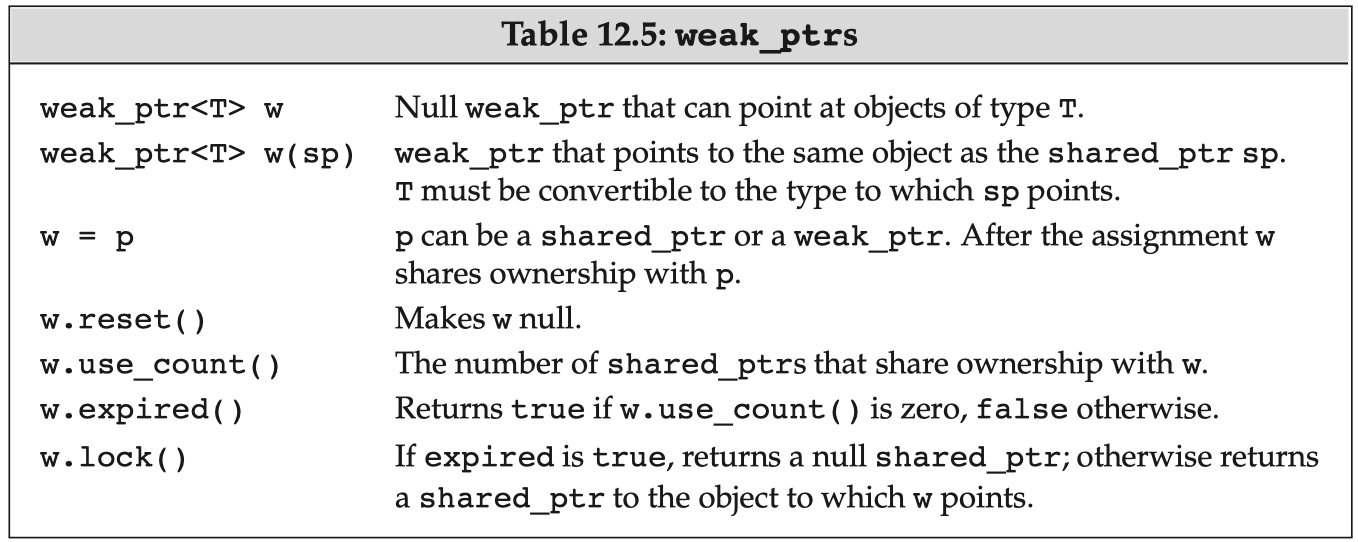 Table 12.5: weak_ptrs
weak_ptr<T> w Null weak_ptr that can point at objects of type T.
weak_ptr<T> w(sp) weak_ptr that points to the same object as the shared_ptr sp.
T must be convertible to the type to which sp points.
w = p p can be a shared_ptr or a weak_ptr. After the assignment w
shares ownership with p.
w.reset() Makes w null.
w.use_count() The number of shared_ptrs that share ownership with w.
w.expired() Returns true if w.use_count() is zero, false otherwise.
w.lock() If expired is true, returns a null shared_ptr; otherwise returns
a shared_ptr to the object to which w points.